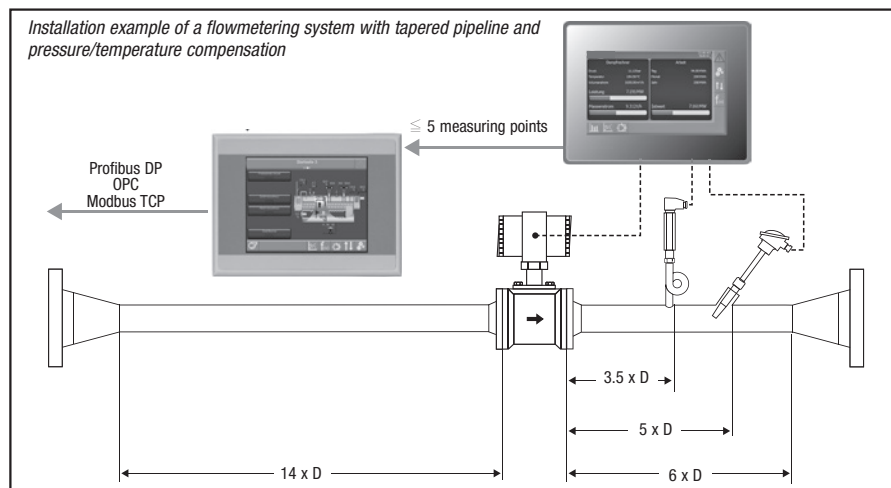 Installation example of a flowmetering system with tapered pipeline and
pressure/temperature compensation
≦ 5 measuring points
Profibus DP
OPC
Modbus TCP
3.5 x D
5 x D
14 x D
6 x D